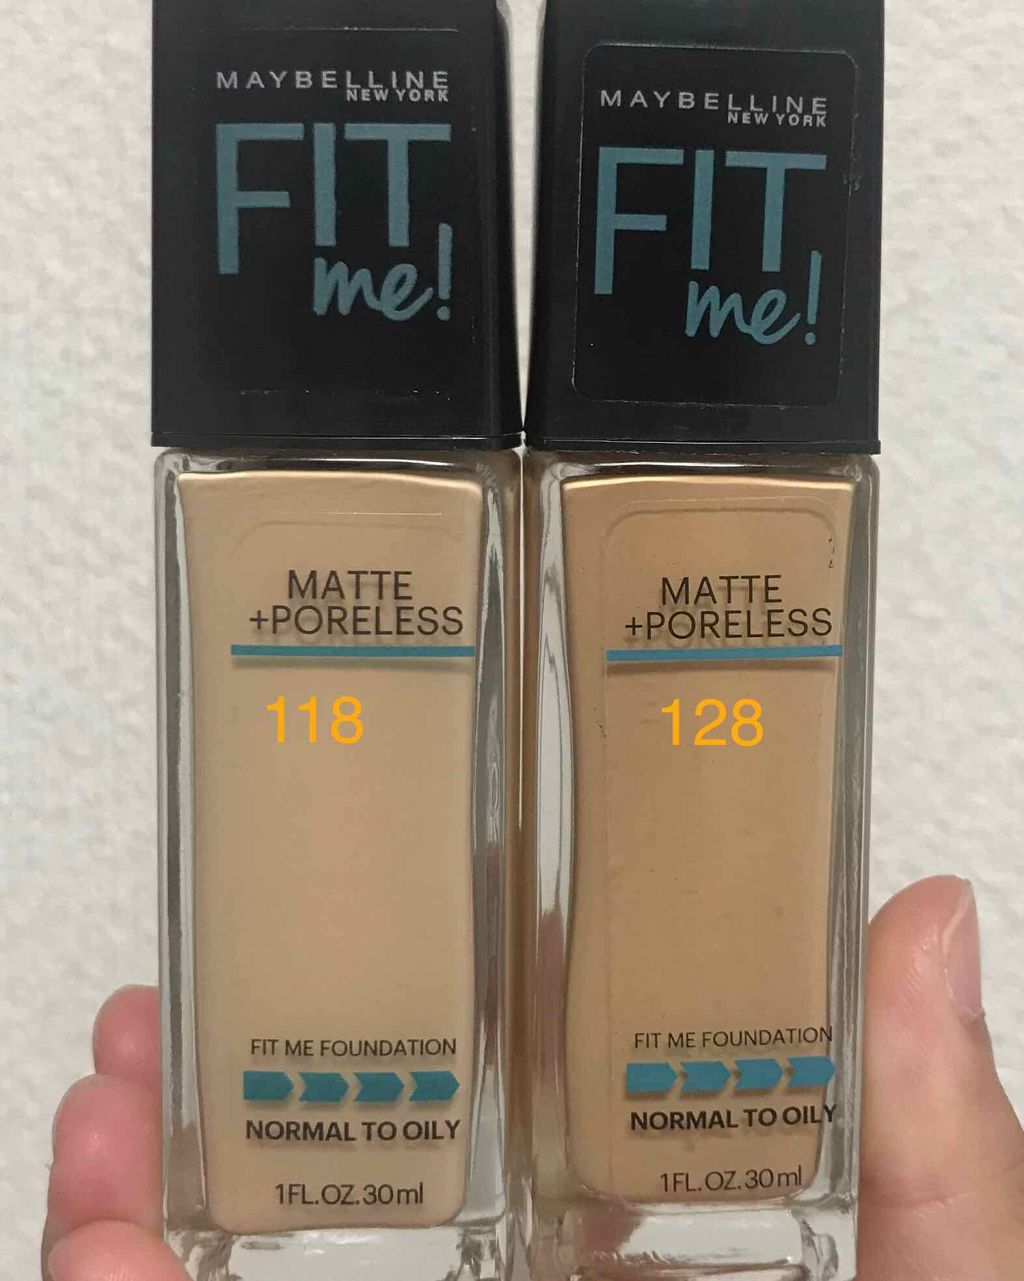 MAYBELLINE
NEW YORK
FIT
me!
MATTE
+PORELESS
118
FIT ME FOUNDATION
NORMAL TO OILY
1FL.OZ.30ml
MAYBELLINE
NEW YORK
FIT
me!
MATTE
+PORELESS
128
FIT ME FOUNDATION
NORMAL TO OILY
1FL.OZ.30ml